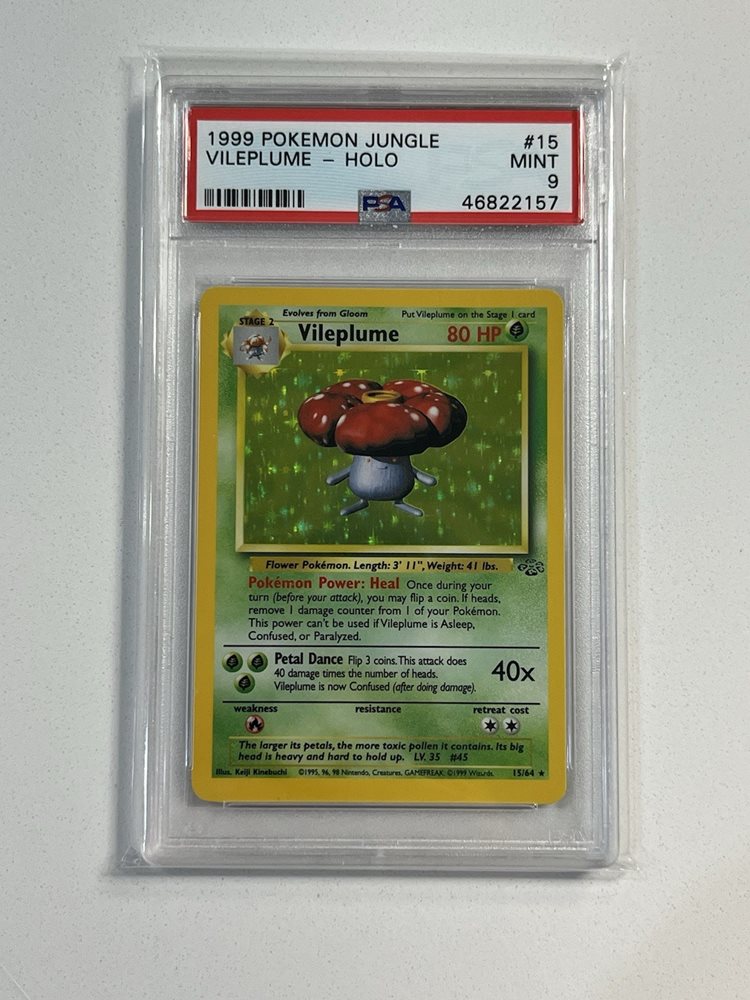 1999 POKEMON JUNGLE #15
VILEPLUME – HOLO MINT
9
PSA 46822157
Evolves from Gloom Put Vileplume on the Stage 1 card
STAGE 2 Vileplume 80 HP
Flower Pokémon. Length: 3' 11", Weight: 41 lbs.
Pokémon Power: Heal Once during your
turn (before your attack), you may flip a coin. If heads,
remove 1 damage counter from 1 of your Pokémon.
This power can't be used if Vileplume is Asleep,
Confused, or Paralyzed.
Petal Dance Flip 3 coins. This attack does
40 damage times the number of heads. 40x
Vileplume is now Confused (after doing damage).
weakness resistance retreat cost
The larger its petals, the more toxic pollen it contains. Its big
head is heavy and hard to hold up. LV. 35 #45
Illus. Keiji Kinebuchi ©1995, 96, 98 Nintendo, Creatures, GAMEFREAK. ©1999 Wizards. 15/64 ★